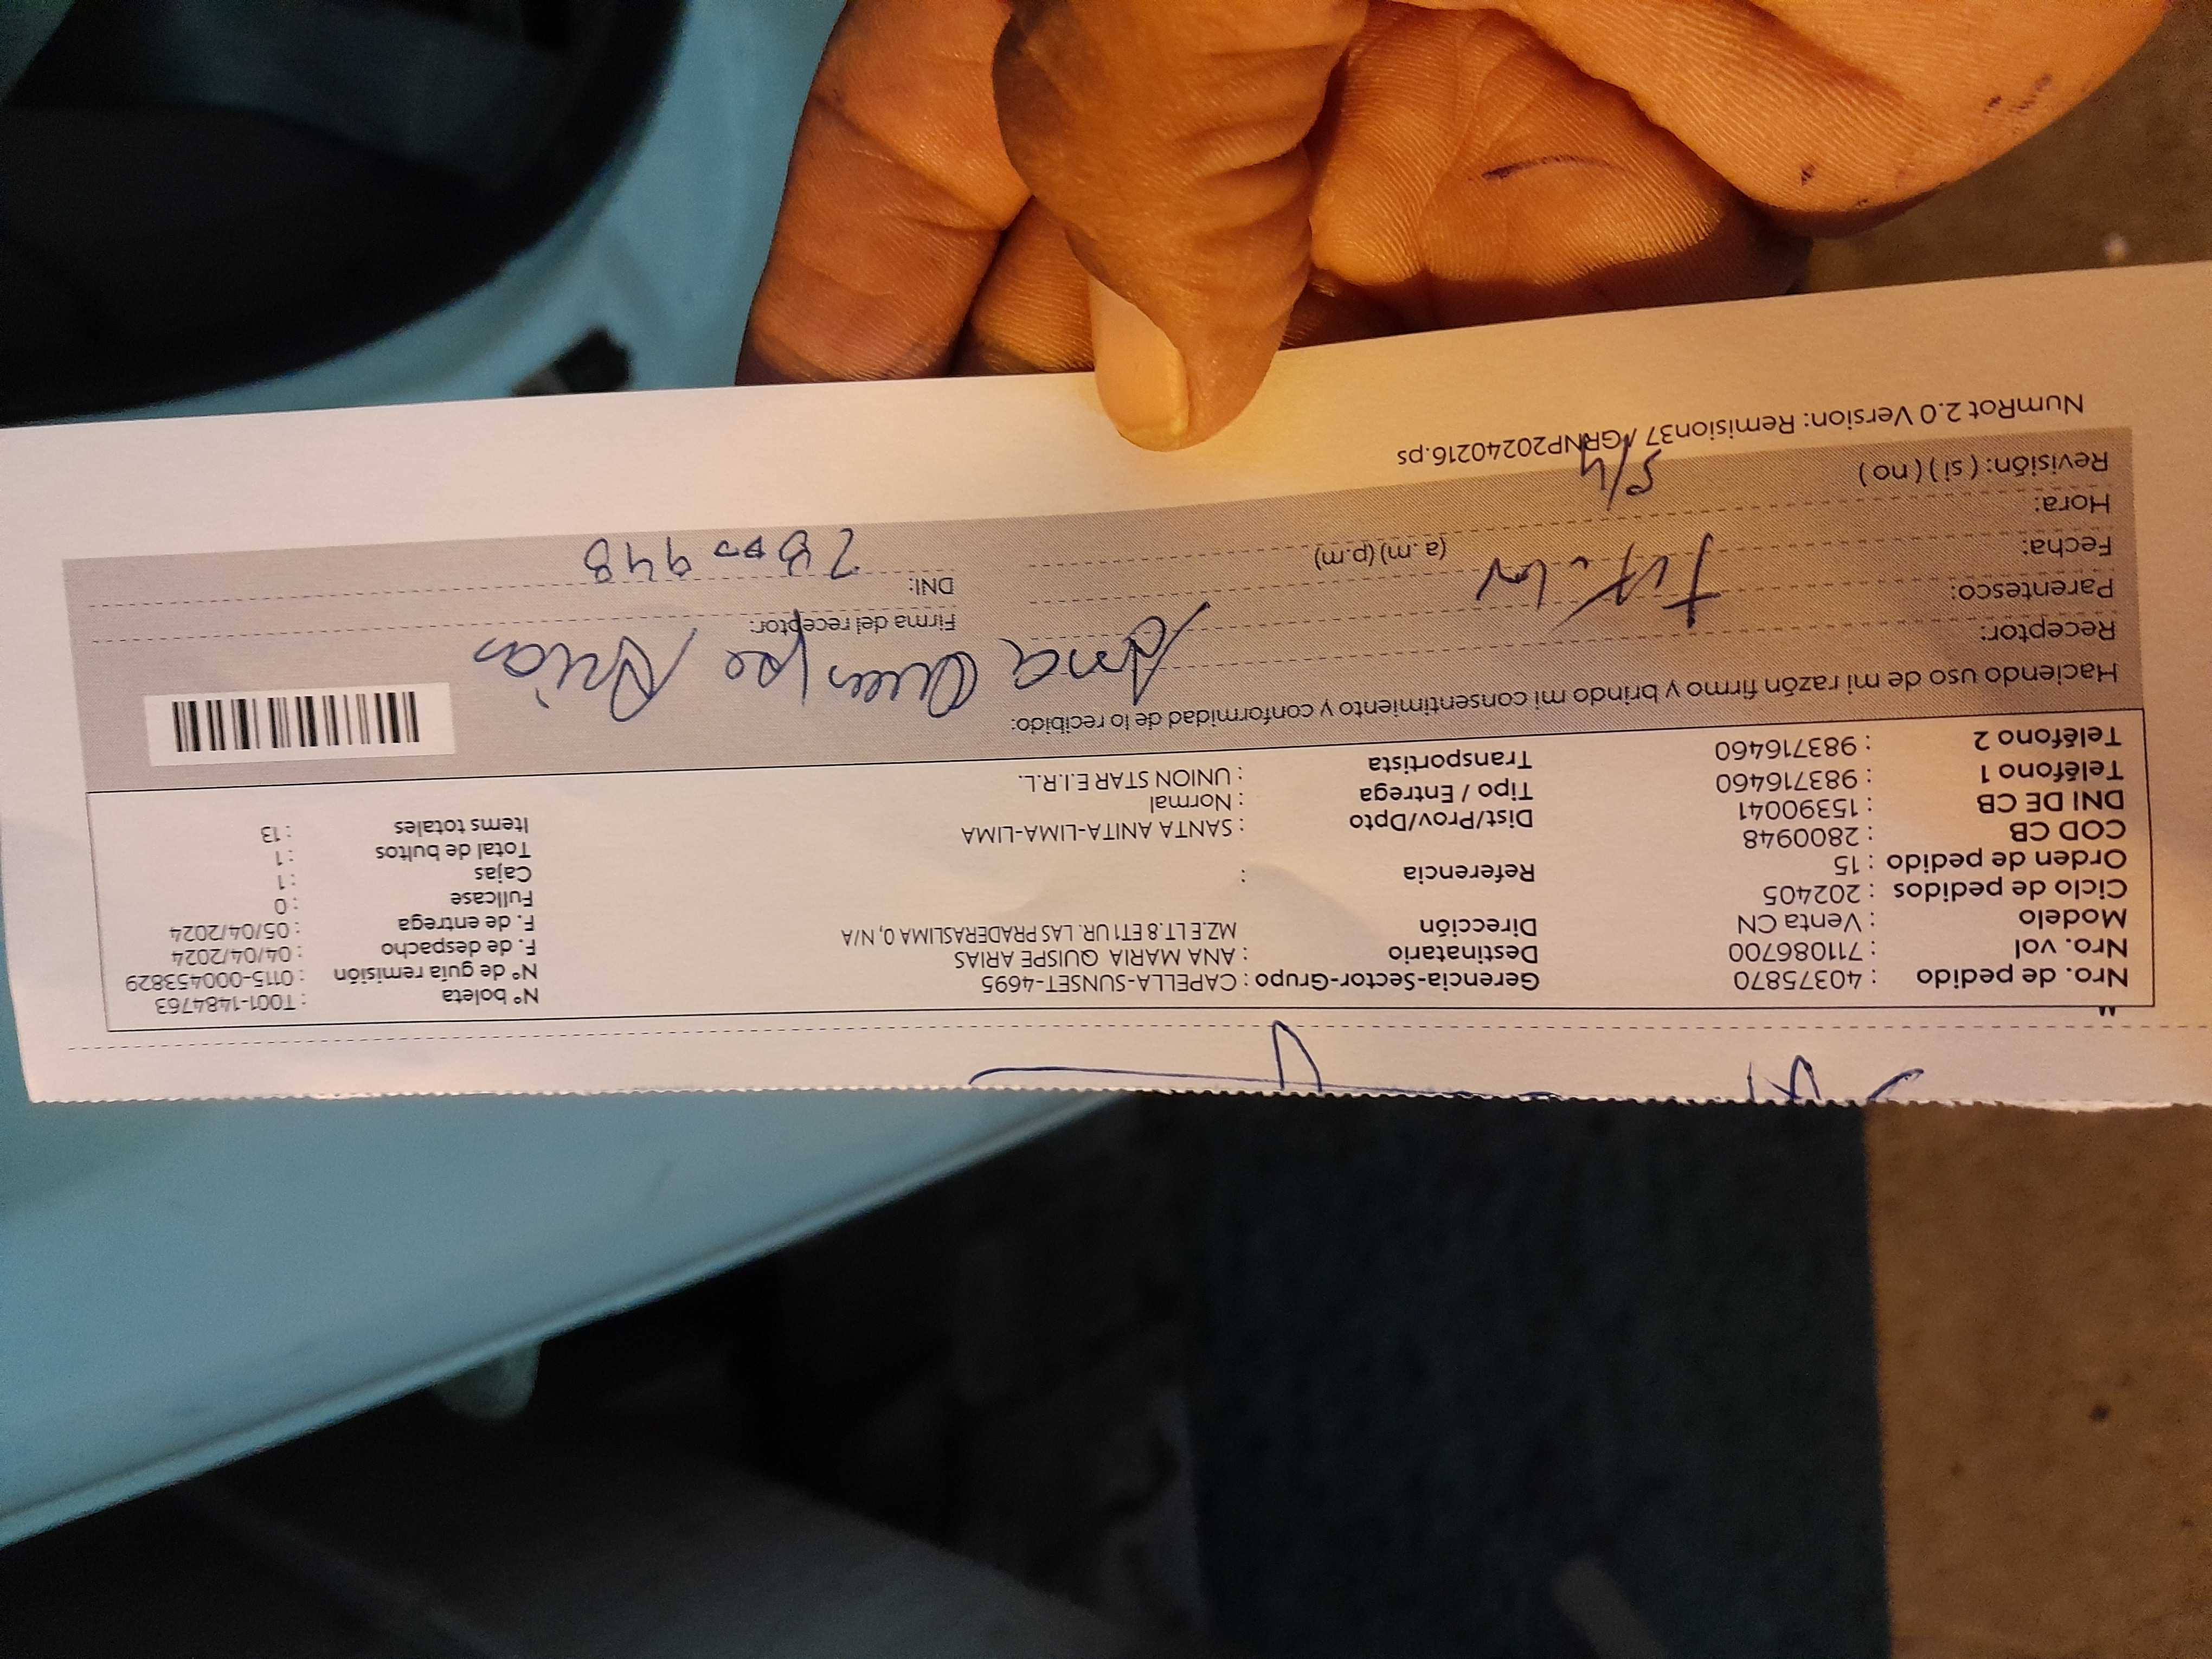 Nro. de pedido : 40375870 Gerencia-Sector-Grupo : CAPELLA-SUNSET-4695 N° boleta : T001-1484763
Nro. vol : 711086700 Destinatario : ANA MARIA QUISPE ARIAS N° de guía remisión : 0115-000453829
Modelo : Venta CN Dirección MZ.E LT.8 ET1 UR. LAS PRADERASLIMA 0, N/A F. de despacho : 04/04/2024
Ciclo de pedidos : 202405 F. de entrega : 05/04/2024
Orden de pedido : 15 Referencia : Fullcase : 0
COD CB : 2800948 Cajas : 1
DNI DE CB : 15390041 Dist/Prov/Dpto : SANTA ANITA-LIMA-LIMA Total de bultos : 1
Teléfono 1 : 983716460 Tipo / Entrega : Normal Items totales : 13
Teléfono 2 : 983716460 Transportista : UNION STAR E.I.R.L.
Haciendo uso de mi razón firmo y brindo mi consentimiento y conformidad de lo recibido:
Receptor: Ana Quispe Arias
Parentesco: Firma del receptor:
Fecha: DNI: 2800948
Hora: (a.m) (p.m)
Revisión: ( si ) ( no ) 5/4
NumRot 2.0 Version: Remision37 / GRNP20240216.ps